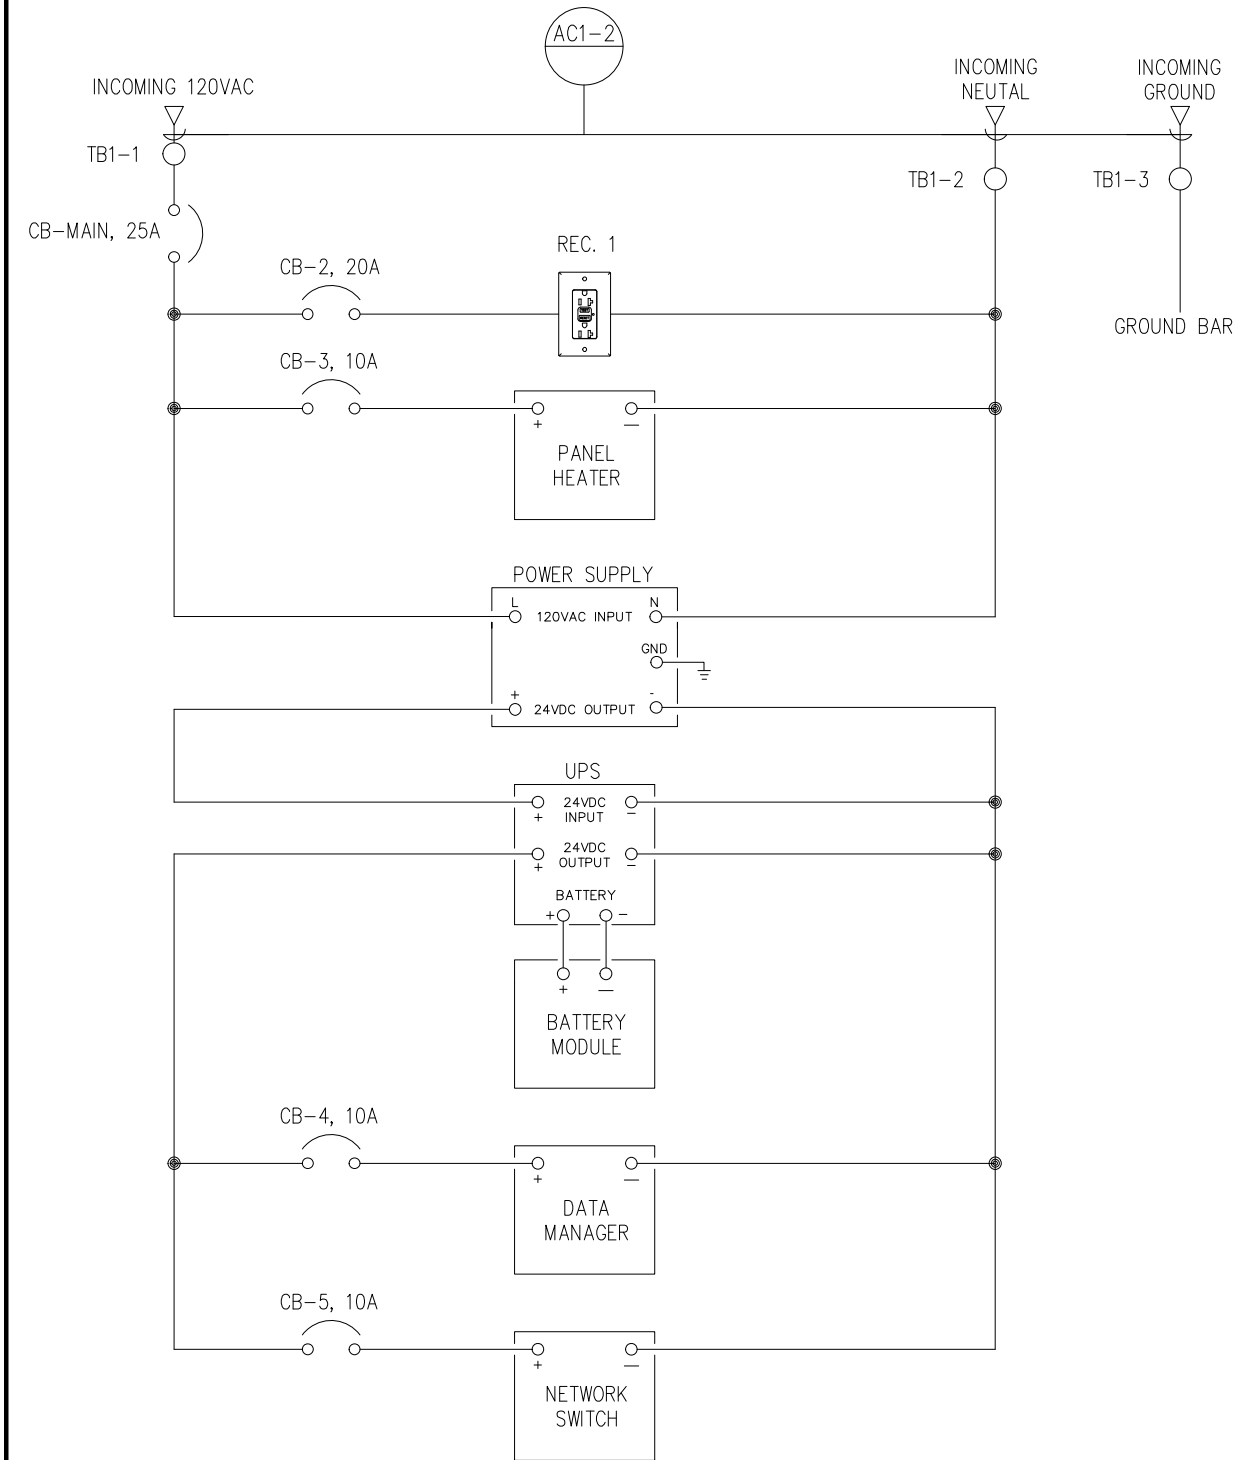 AC1-2
INCOMING 120VAC
INCOMING
NEUTAL
INCOMING
GROUND
TB1-1
TB1-2
TB1-3
CB-MAIN, 25A
REC. 1
CB-2, 20A
GROUND BAR
CB-3, 10A
+ —
PANEL
HEATER
POWER SUPPLY
L N
120VAC INPUT
GND
+ -
24VDC OUTPUT
UPS
24VDC
INPUT
+ −
24VDC
OUTPUT
+ −
BATTERY
+ −
+ —
BATTERY
MODULE
CB-4, 10A
+ —
DATA
MANAGER
CB-5, 10A
+ —
NETWORK
SWITCH